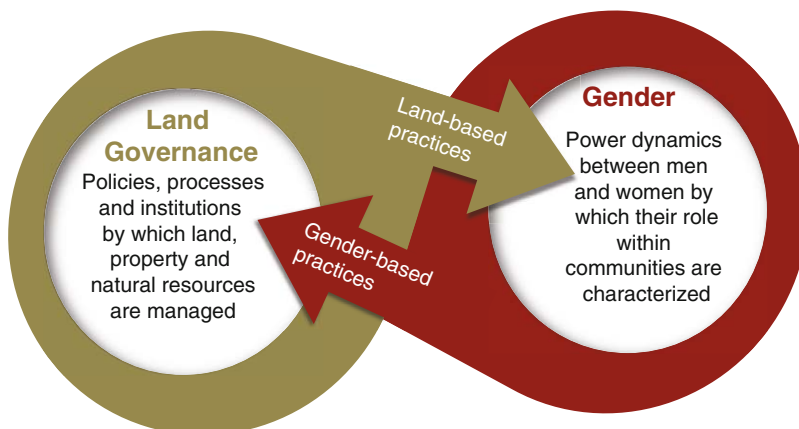 Land
Governance
Policies, processes
and institutions
by which land,
property and
natural resources
are managed
Land-based
practices
Gender-based
practices
Gender
Power dynamics
between men
and women by
which their role
within
communities are
characterized